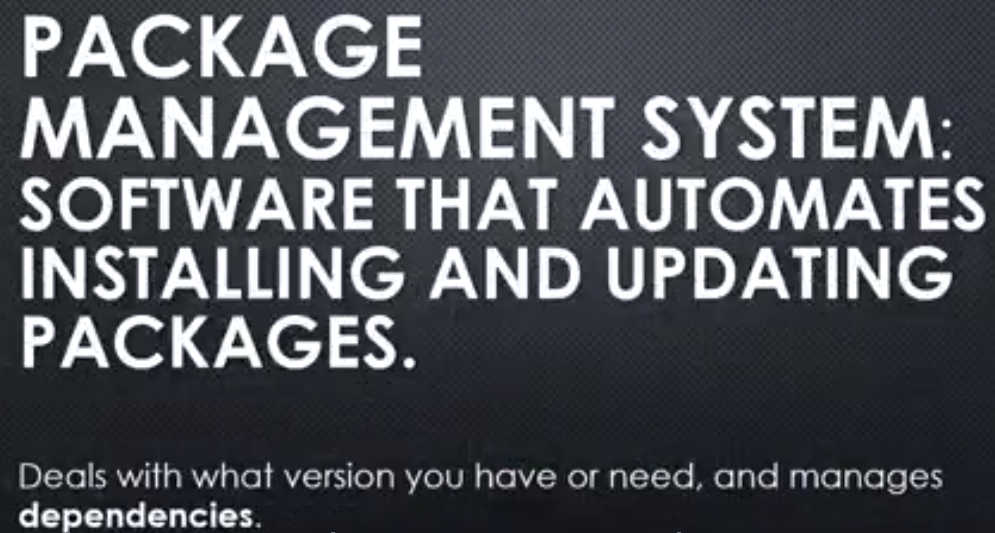 PACKAGE
MANAGEMENT SYSTEM:
SOFTWARE THAT AUTOMATES
INSTALLING AND UPDATING
PACKAGES.
Deals with what version you have or need, and manages
dependencies.